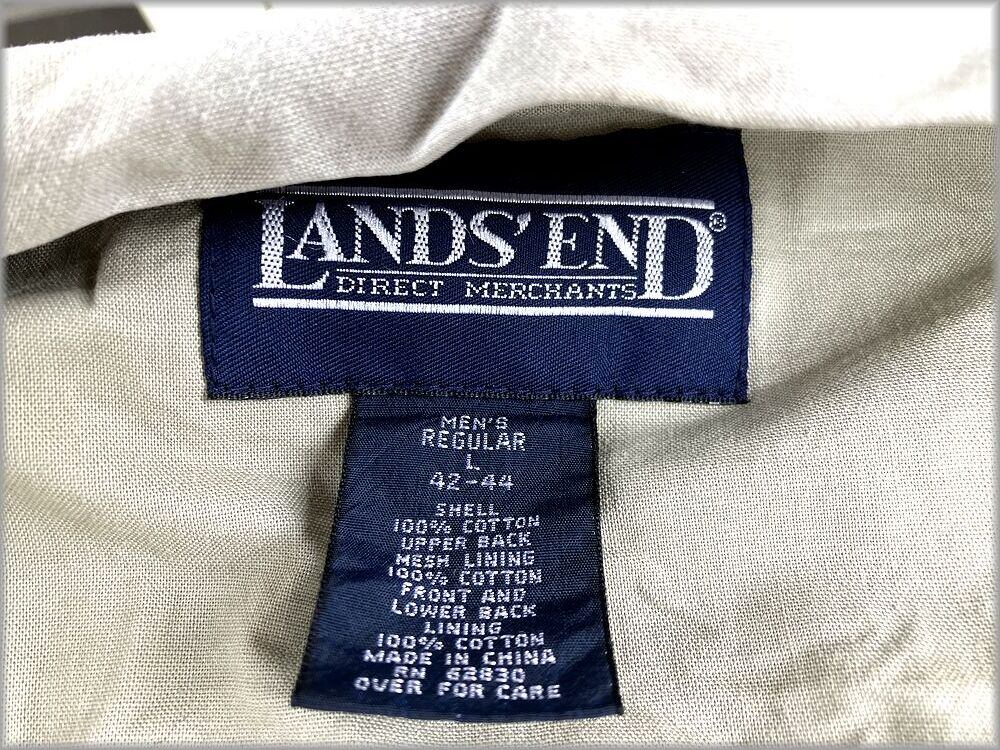 LANDS' END®
DIRECT MERCHANTS
MEN'S
REGULAR
L
42-44
SHELL
100% COTTON
UPPER BACK
MESH LINING
100% COTTON
FRONT AND
LOWER BACK
LINING
100% COTTON
MADE IN CHINA
RN 62830
OVER FOR CARE